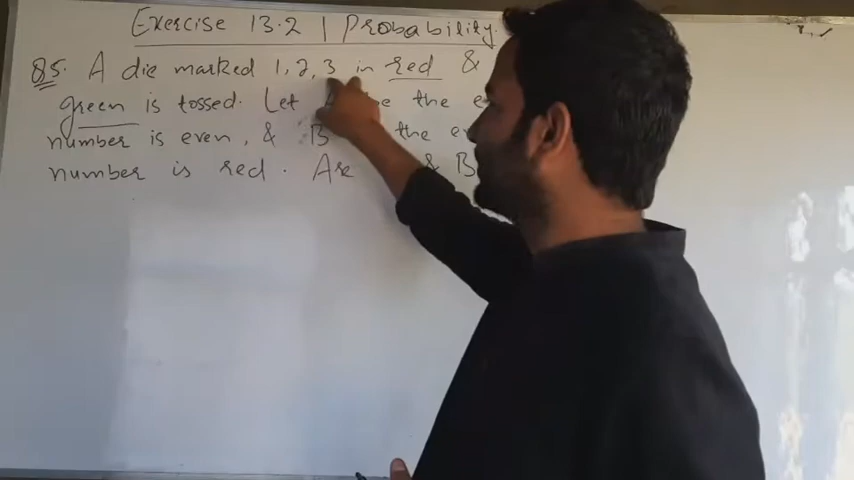 Exercise 13.2 | Probability
Q5. A die marked 1, 2, 3 in red &
green is tossed. Let the
number is even, & B the
number is red. Are & B